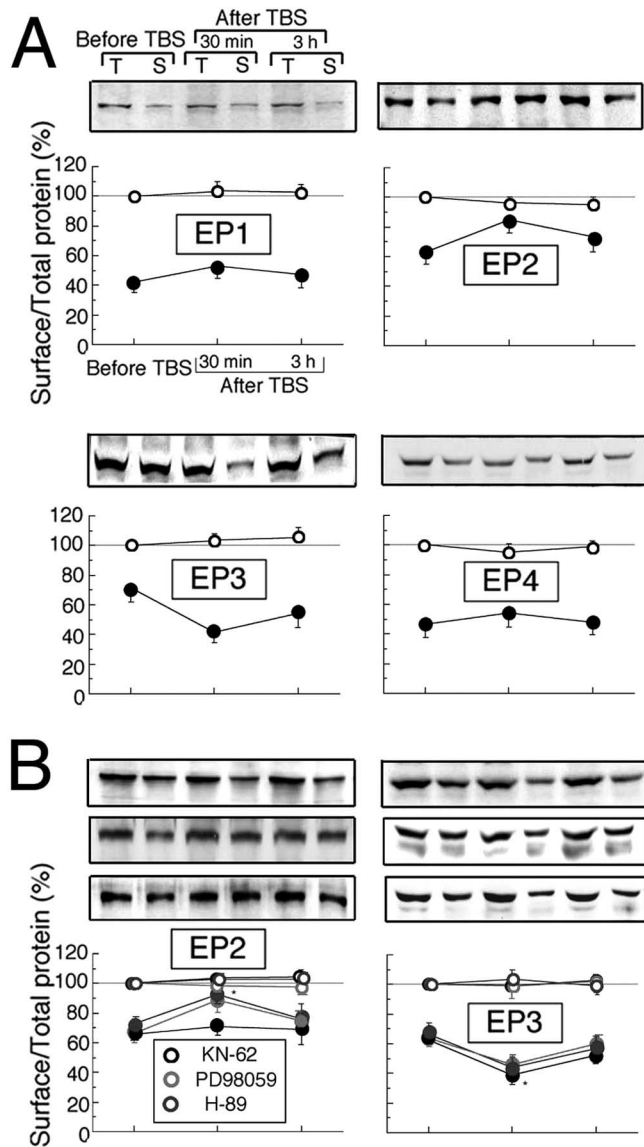 A
After TBS
Before TBS 30 min 3 h
T S T S T S
Surface/Total protein (%)
120
100
80
60
40
20
0
EP1
EP2
Before TBS 30 min 3 h
After TBS
120
100
80
60
40
20
0
EP3
EP4
B
Surface/Total protein (%)
120
100
80
60
40
20
0
EP2
*
KN-62
PD98059
H-89
EP3
*